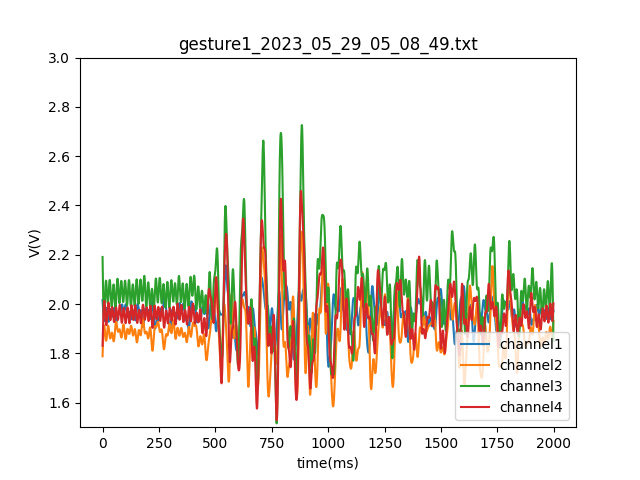 gesture1_2023_05_29_05_08_49.txt
V(V)
3.0
2.8
2.6
2.4
2.2
2.0
1.8
1.6
channel1
channel2
channel3
channel4
0 250 500 750 1000 1250 1500 1750 2000
time(ms)